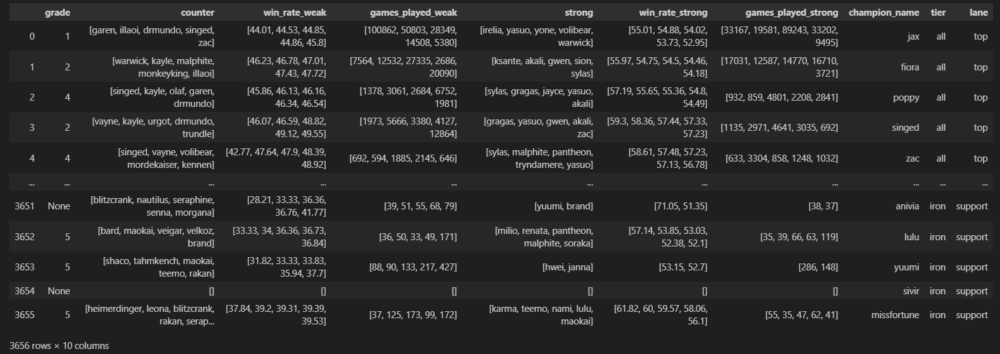 grade counter win_rate_weak games_played_weak strong win_rate_strong games_played_strong champion_name tier lane
0 1 [garen, illaoi, drmundo, singed, zac] [44.01, 44.53, 44.85, 44.86, 45.8] [100862, 50803, 28349, 14508, 5380] [irelia, yasuo, yone, volibear, warwick] [55.01, 54.88, 54.02, 53.73, 52.95] [33167, 19581, 89243, 33202, 9495] jax all top
1 2 [warwick, kayle, malphite, monkeyking, illaoi] [46.23, 46.78, 47.01, 47.43, 47.72] [7564, 12532, 27335, 2686, 20090] [ksante, akali, gwen, sion, sylas] [55.97, 54.75, 54.5, 54.46, 54.18] [17031, 12587, 14770, 16710, 3721] fiora all top
2 4 [singed, kayle, olaf, garen, drmundo] [45.86, 46.13, 46.16, 46.34, 46.54] [1378, 3061, 2684, 6752, 1981] [sylas, gragas, jayce, yasuo, akali] [57.19, 55.65, 55.36, 54.8, 54.49] [932, 859, 4801, 2208, 2841] poppy all top
3 2 [vayne, kayle, urgot, drmundo, trundle] [46.07, 46.59, 48.82, 49.12, 49.55] [1973, 5666, 3380, 4127, 12864] [gragas, yasuo, gwen, akali, zac] [59.3, 58.36, 57.44, 57.33, 57.23] [1135, 2971, 4641, 3035, 692] singed all top
4 4 [singed, vayne, volibear, mordekaiser, kennen] [42.77, 47.64, 47.9, 48.39, 48.92] [692, 594, 1885, 2145, 646] [sylas, malphite, pantheon, tryndamere, yasuo] [58.61, 57.48, 57.23, 57.13, 56.78] [633, 3304, 858, 1248, 1032] zac all top
... ... ... ... ... ... ... ... ... ... ...
3651 None [blitzcrank, nautilus, seraphine, senna, morgana] [28.21, 33.33, 36.36, 36.76, 41.77] [39, 51, 55, 68, 79] [yuumi, brand] [71.05, 51.35] [38, 37] anivia iron support
3652 5 [bard, maokai, veigar, velkoz, brand] [33.33, 34, 36.36, 36.73, 36.84] [36, 50, 33, 49, 171] [milio, renata, pantheon, malphite, soraka] [57.14, 53.85, 53.03, 52.38, 52.1] [35, 39, 66, 63, 119] lulu iron support
3653 5 [shaco, tahmkench, maokai, teemo, rakan] [31.82, 33.33, 33.83, 35.94, 37.7] [88, 90, 133, 217, 427] [hwei, janna] [53.15, 52.7] [286, 148] yuumi iron support
3654 None [] [] [] [] [] [] sivir iron support
3655 5 [heimerdinger, leona, blitzcrank, rakan, serap... [37.84, 39.2, 39.31, 39.39, 39.53] [37, 125, 173, 99, 172] [karma, teemo, nami, lulu, maokai] [61.82, 60, 59.57, 58.06, 56.1] [55, 35, 47, 62, 41] missfortune iron support
3656 rows × 10 columns